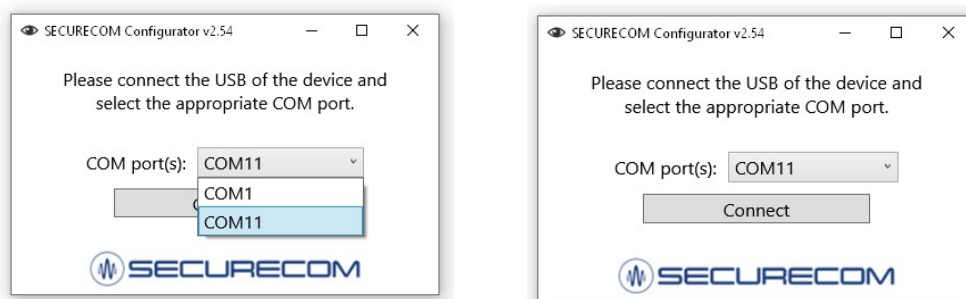 SECURECOM Configurator v2.54
Please connect the USB of the device and
select the appropriate COM port.
COM port(s): COM11
COM1
COM11
SECURECOM
SECURECOM Configurator v2.54
Please connect the USB of the device and
select the appropriate COM port.
COM port(s): COM11
Connect
SECURECOM